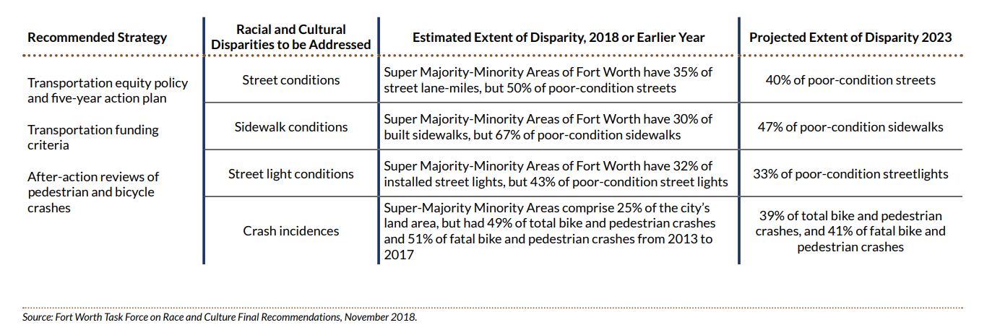 Recommended Strategy
Racial and Cultural
Disparities to be Addressed
Estimated Extent of Disparity, 2018 or Earlier Year
Projected Extent of Disparity 2023
Transportation equity policy
and five-year action plan
Transportation funding
criteria
After-action reviews of
pedestrian and bicycle
crashes
Street conditions
Super Majority-Minority Areas of Fort Worth have 35% of
street lane-miles, but 50% of poor-condition streets
40% of poor-condition streets
Sidewalk conditions
Super Majority-Minority Areas of Fort Worth have 30% of
built sidewalks, but 67% of poor-condition sidewalks
47% of poor-condition sidewalks
Street light conditions
Super Majority-Minority Areas of Fort Worth have 32% of
installed street lights, but 43% of poor-condition street lights
33% of poor-condition streetlights
Crash incidences
Super-Majority Minority Areas comprise 25% of the city's
land area, but had 49% of total bike and pedestrian crashes
and 51% of fatal bike and pedestrian crashes from 2013 to
2017
39% of total bike and pedestrian
crashes, and 41% of fatal bike and
pedestrian crashes
Source: Fort Worth Task Force on Race and Culture Final Recommendations, November 2018.